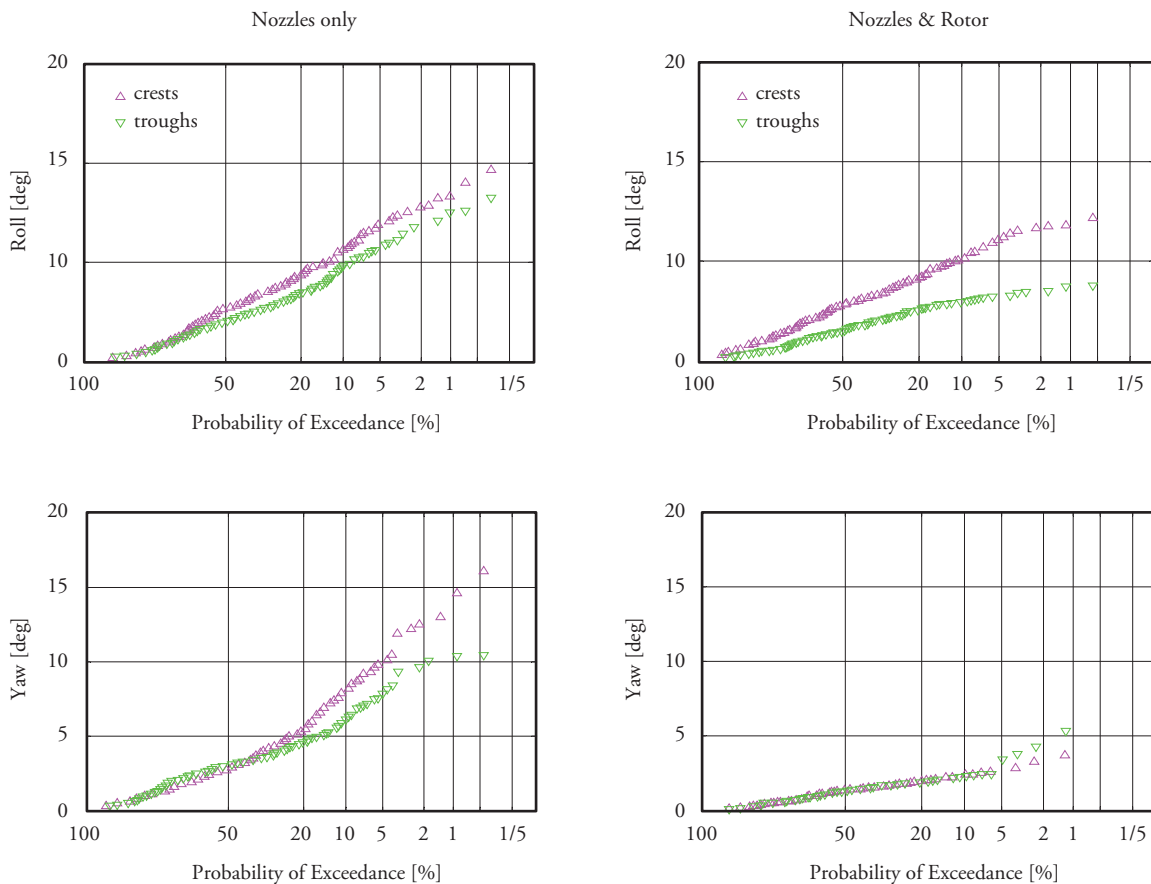 Nozzles only
20
15
10
5
0
Roll [deg]
crests
troughs
100 50 20 10 5 2 1 1/5
Probability of Exceedance [%]
Nozzles & Rotor
20
15
10
5
0
Roll [deg]
crests
troughs
100 50 20 10 5 2 1 1/5
Probability of Exceedance [%]
20
15
10
5
0
Yaw [deg]
100 50 20 10 5 2 1 1/5
Probability of Exceedance [%]
20
15
10
5
0
Yaw [deg]
100 50 20 10 5 2 1 1/5
Probability of Exceedance [%]